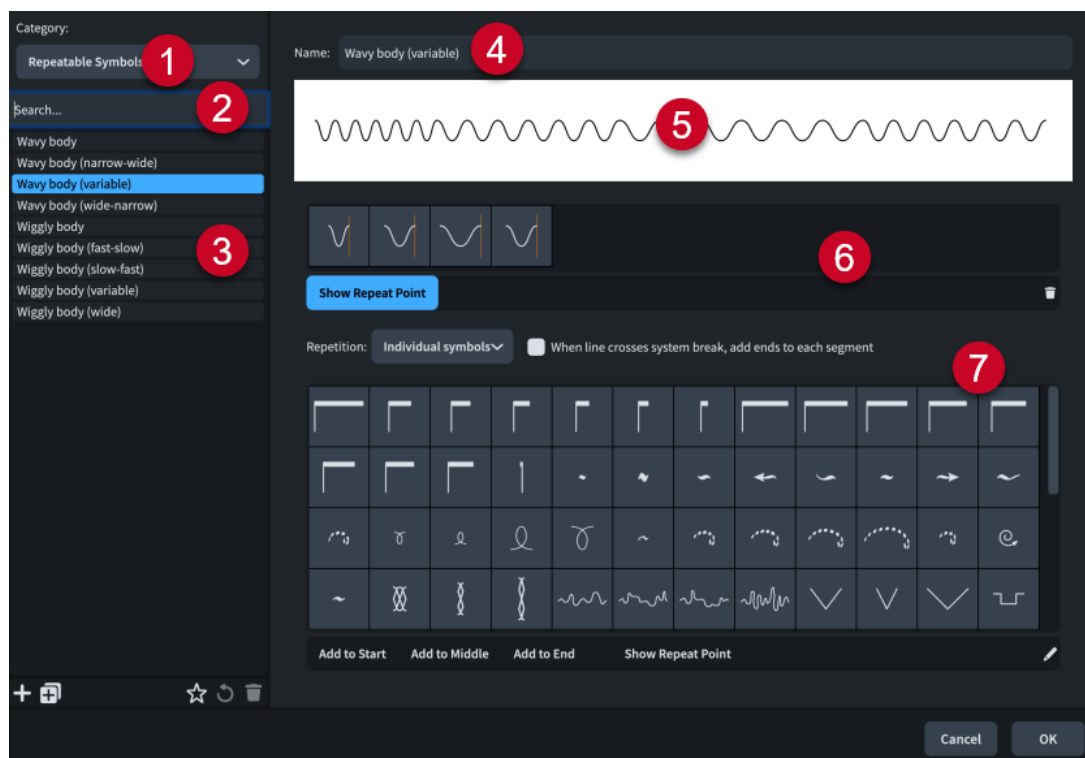 Category:
Repeatable Symbols
1
Search...
2
Wavy body
Wavy body (narrow-wide)
Wavy body (variable)
Wavy body (wide-narrow)
Wiggly body
Wiggly body (fast-slow)
Wiggly body (slow-fast)
Wiggly body (variable)
Wiggly body (wide)
3
Name: Wavy body (variable)
4
5
6
Show Repeat Point
Repetition: Individual symbols When line crosses system break, add ends to each segment
7
Add to Start Add to Middle Add to End Show Repeat Point
Cancel OK